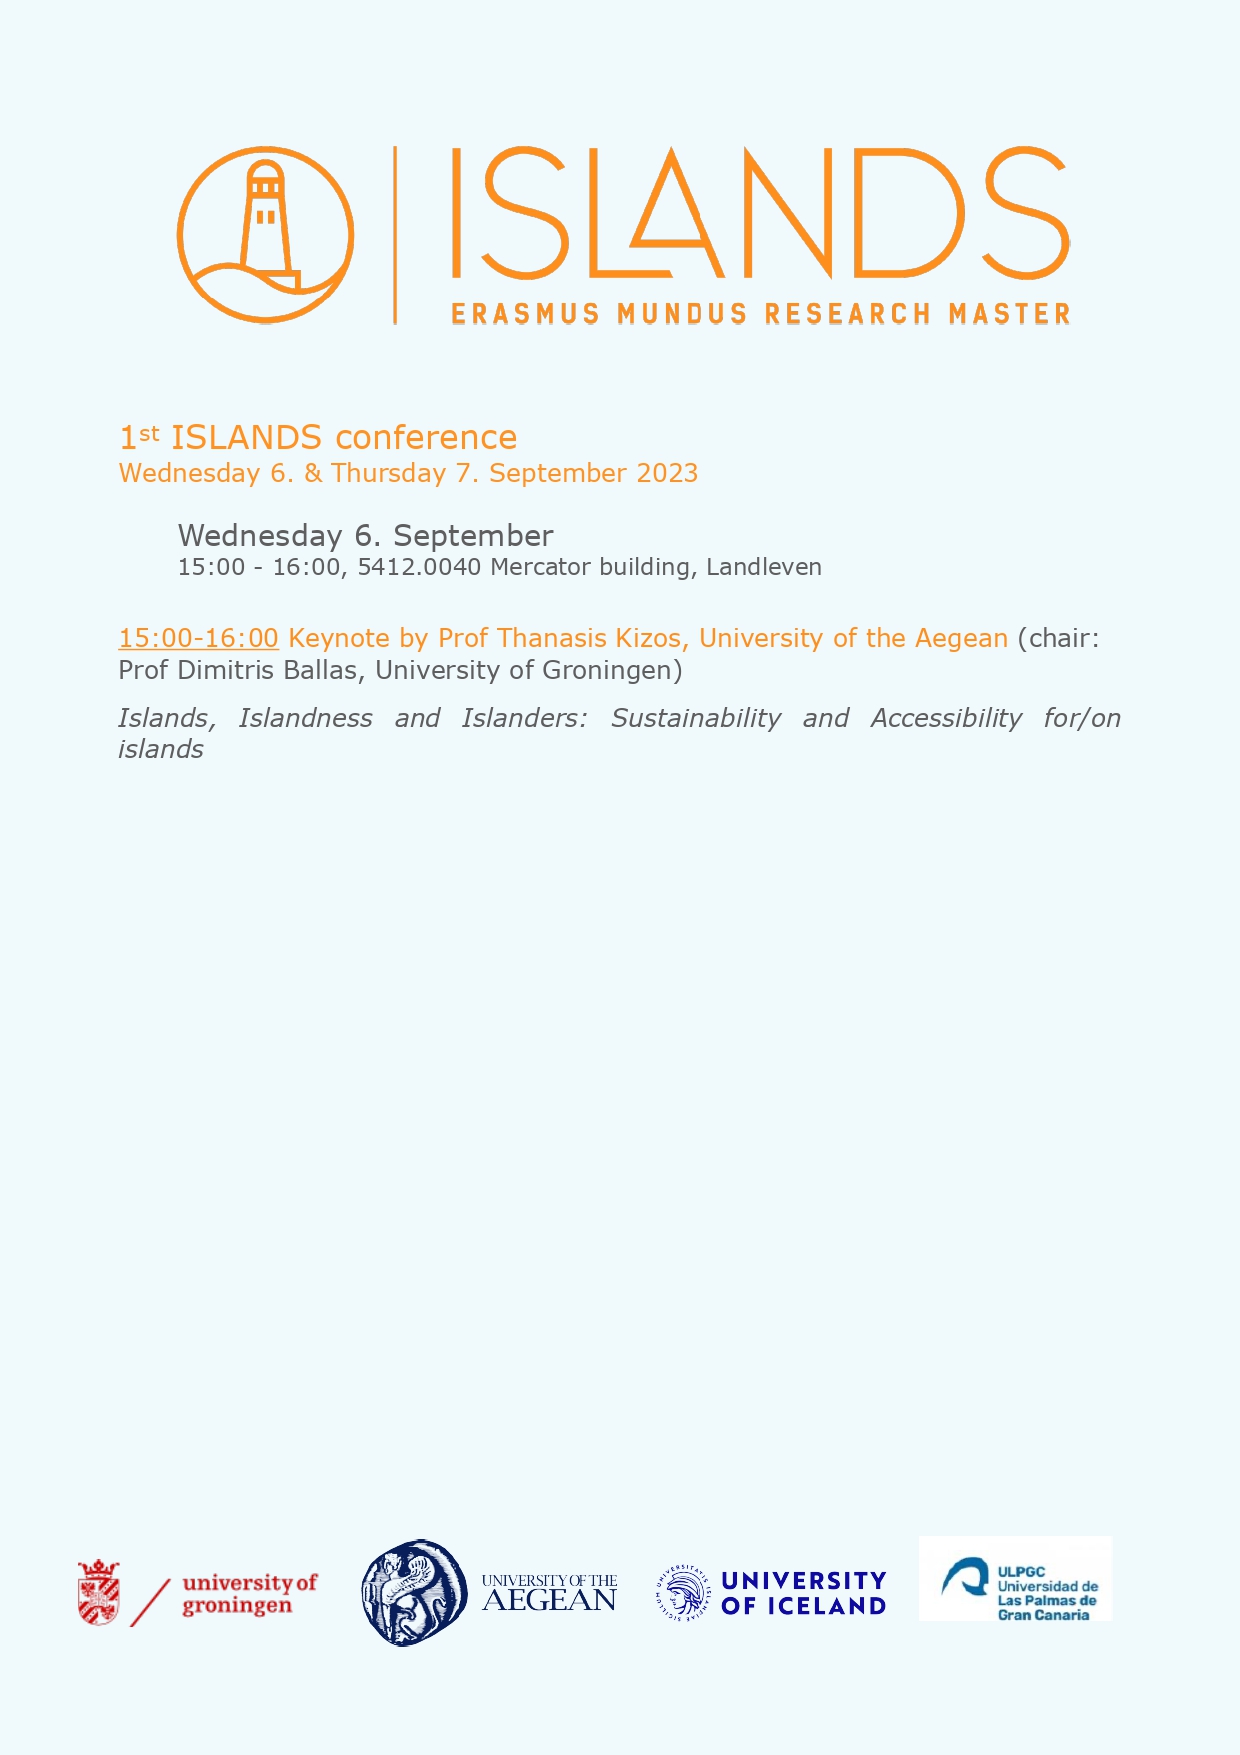 ISLANDS
ERASMUS MUNDUS RESEARCH MASTER
1st ISLANDS conference
Wednesday 6. & Thursday 7. September 2023
Wednesday 6. September
15:00 - 16:00, 5412.0040 Mercator building, Landleven
15:00-16:00 Keynote by Prof Thanasis Kizos, University of the Aegean (chair:
Prof Dimitris Ballas, University of Groningen)
Islands, Islandness and Islanders: Sustainability and Accessibility for/on
islands
university of
groningen
UNIVERSITY OF THE
AEGEAN
UNIVERSITY
OF ICELAND
ULPGC
Universidad de
Las Palmas de
Gran Canaria